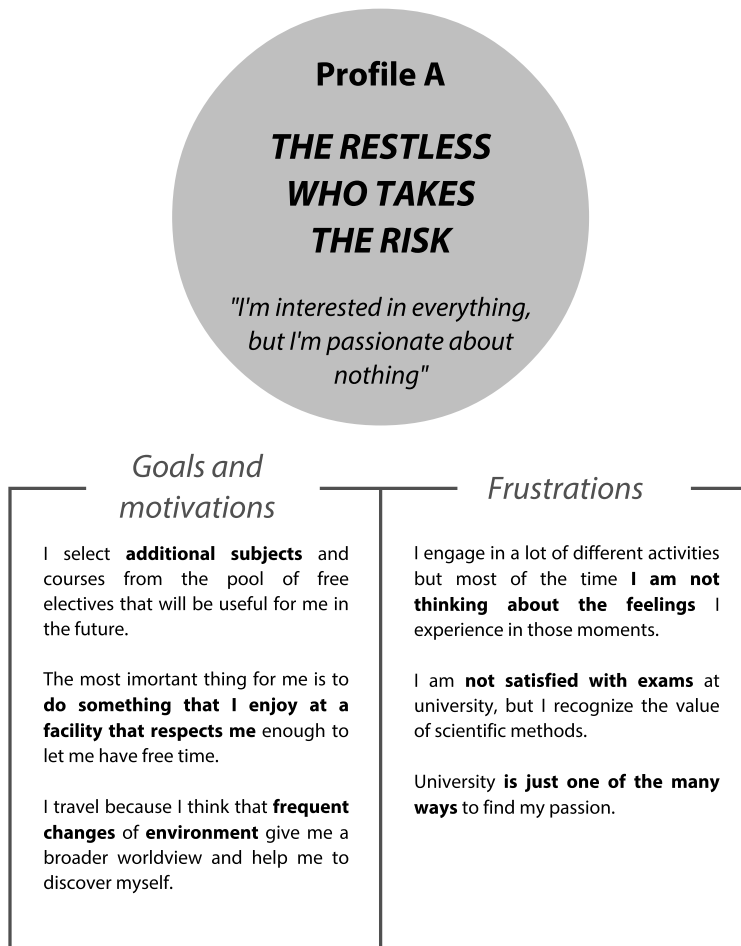 Profile A
THE RESTLESS
WHO TAKES
THE RISK
"I'm interested in everything,
but I'm passionate about
nothing"
Goals and
motivations
I select additional subjects and
courses from the pool of free
electives that will be useful for me in
the future.
The most imortant thing for me is to
do something that I enjoy at a
facility that respects me enough to
let me have free time.
I travel because I think that frequent
changes of environment give me a
broader worldview and help me to
discover myself.
Frustrations
I engage in a lot of different activities
but most of the time I am not
thinking about the feelings I
experience in those moments.
I am not satisfied with exams at
university, but I recognize the value
of scientific methods.
University is just one of the many
ways to find my passion.